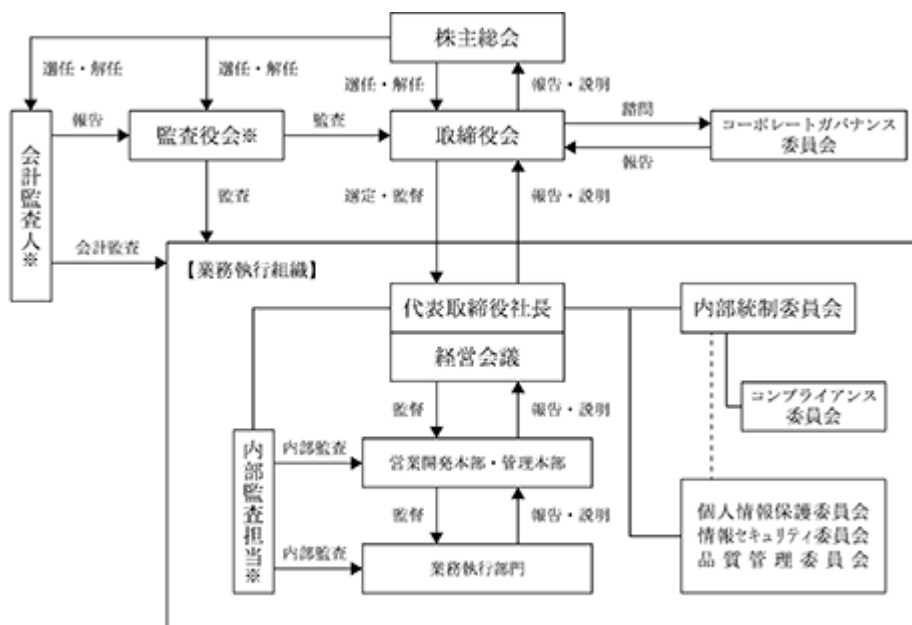 株主総会
選任・解任
選任・解任
選任・解任
報告・説明
会計監査人※
報告
監査役会※
監査
取締役会
諮問
報告
コーポレートガバナンス
委員会
監査
選定・監督
報告・説明
会計監査
【業務執行組織】
代表取締役社長
経営会議
内部統制委員会
コンプライアンス
委員会
監督
報告・説明
内部監査担当※
内部監査
営業開発本部・管理本部
監督
報告・説明
内部監査
業務執行部門
個人情報保護委員会
情報セキュリティ委員会
品質管理委員会